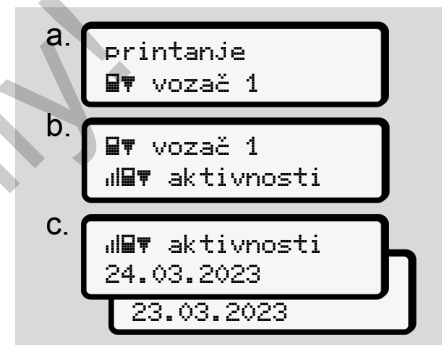 a.
printanje
vozač 1
b.
vozač 1
aktivnosti
c.
aktivnosti
24.03.2023
23.03.2023